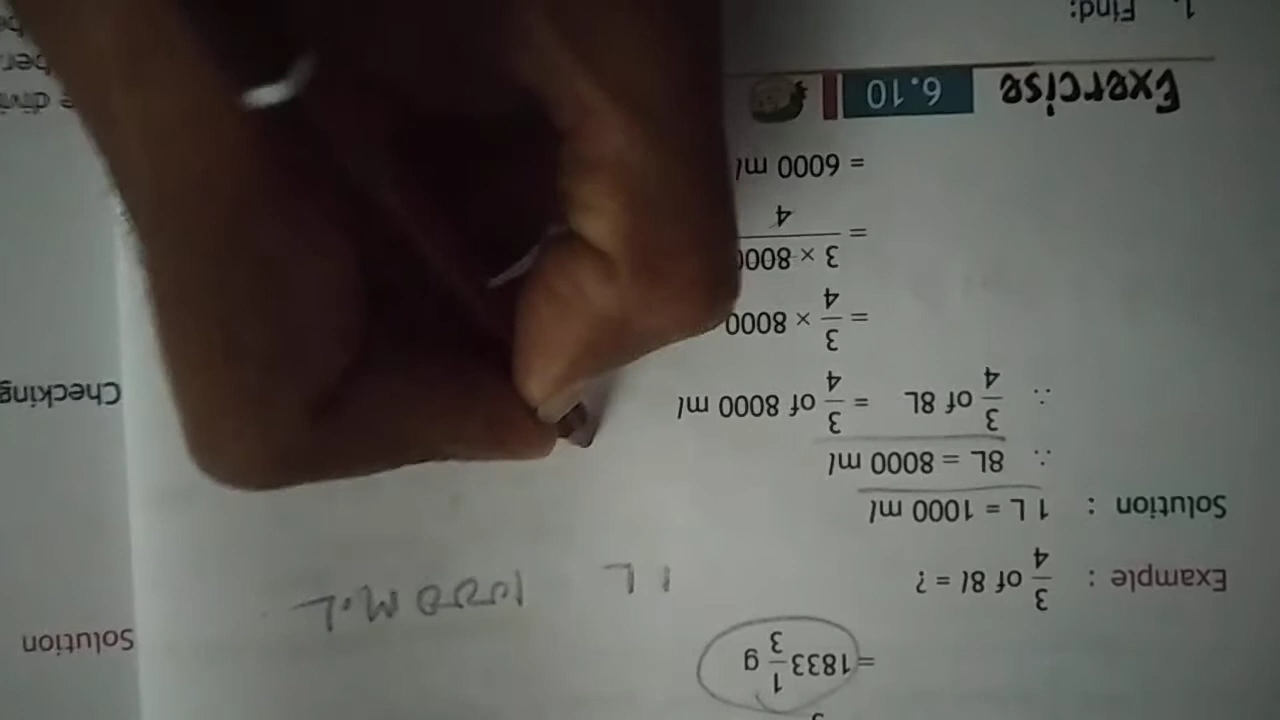 = 1833 1/3 g
Example : 3/4 of 8l = ?
1 L 1000 M.L
Solution : 1 L = 1000 ml
∴ 8L = 8000 ml
∴ 3/4 of 8L = 3/4 of 8000 ml
= 3/4 × 8000
= 3 × 8000 / 4
= 6000 ml
Exercise 6.10
1. Find:
Solution
Checking